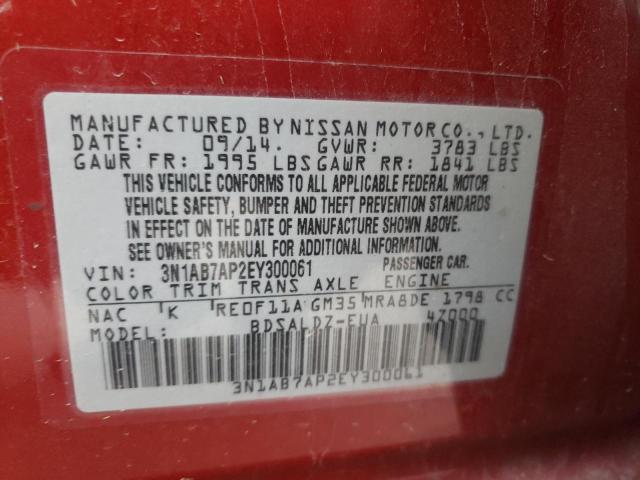 MANUFACTURED BY NISSAN MOTOR CO., LTD.
DATE: 09/14. GVWR: 3783 LBS
GAWR FR: 1995 LBS GAWR RR: 1841 LBS
THIS VEHICLE CONFORMS TO ALL APPLICABLE FEDERAL MOTOR
VEHICLE SAFETY, BUMPER AND THEFT PREVENTION STANDARDS
IN EFFECT ON THE DATE OF MANUFACTURE SHOWN ABOVE.
SEE OWNER'S MANUAL FOR ADDITIONAL INFORMATION.
VIN: 3N1AB7AP2EY300061 PASSENGER CAR.
COLOR TRIM TRANS AXLE ENGINE
NAC K RE0F11A GM35 MRA8DE 1798 CC
MODEL: BDSALDZ-EUA 4Z000
3N1AB7AP2EY300061